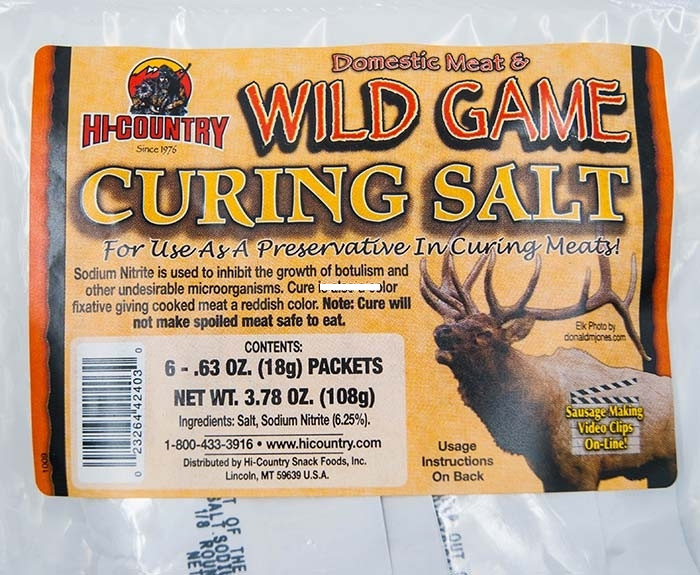 Domestic Meat &
HI-COUNTRY
Since 1976
WILD GAME
CURING SALT
For Use As A Preservative In Curing Meats!
Sodium Nitrite is used to inhibit the growth of botulism and
other undesirable microorganisms. Cure
fixative giving cooked meat a reddish color. Note: Cure will
not make spoiled meat safe to eat.
Elk Photo by
donaldmjones.com
CONTENTS:
6 - .63 OZ. (18g) PACKETS
NET WT. 3.78 OZ. (108g)
Ingredients: Salt, Sodium Nitrite (6.25%).
1-800-433-3916 • www.hicountry.com
Distributed by Hi-Country Snack Foods, Inc.
Lincoln, MT 59639 U.S.A.
0 23264 42403 0
1009
Usage
Instructions
On Back
Sausage Making
Video Clips
On-Line!
T OF THE